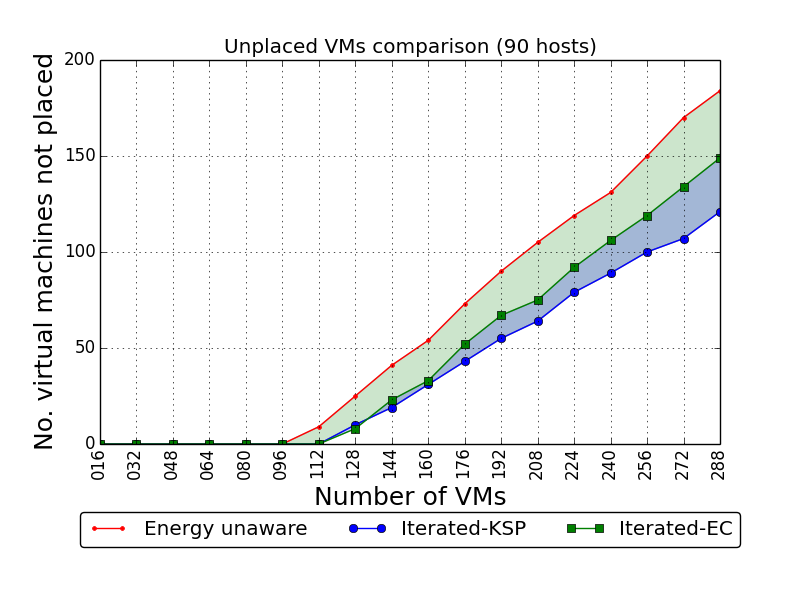 Unplaced VMs comparison (90 hosts)
No. virtual machines not placed
200
150
100
50
0
016 032 048 064 080 096 112 128 144 160 176 192 208 224 240 256 272 288
Number of VMs
Energy unaware Iterated-KSP Iterated-EC